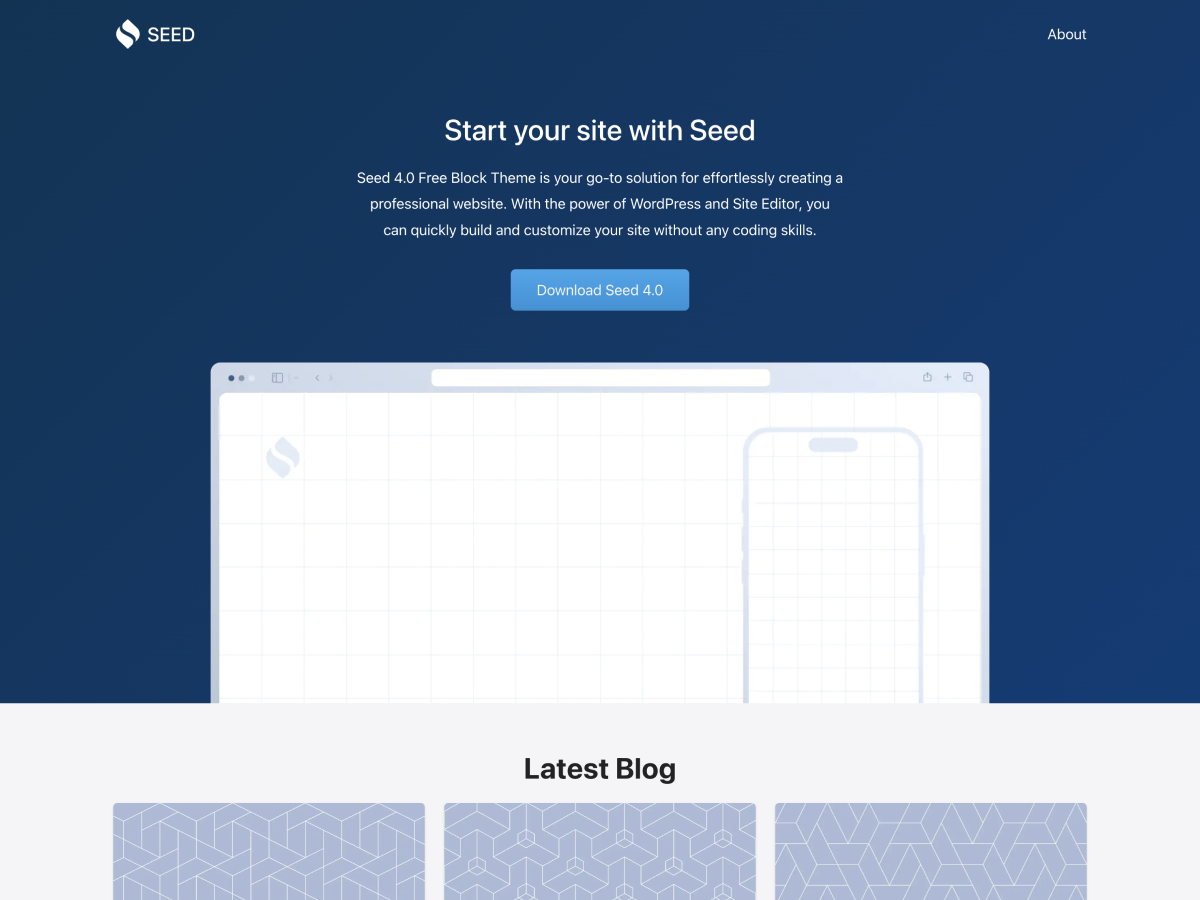 SEED
About
Start your site with Seed
Seed 4.0 Free Block Theme is your go-to solution for effortlessly creating a
professional website. With the power of WordPress and Site Editor, you
can quickly build and customize your site without any coding skills.
Download Seed 4.0
Latest Blog